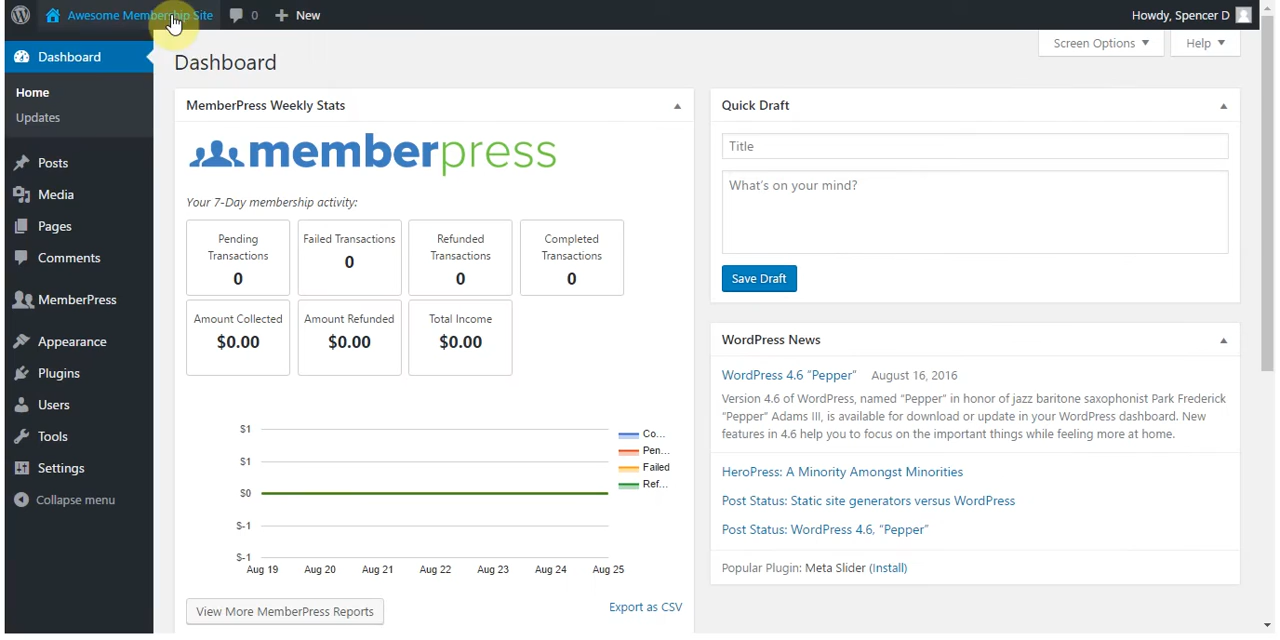 Awesome Membership Site 0 New Howdy, Spencer D
Screen Options Help
Dashboard
Home
Updates
Posts
Media
Pages
Comments
MemberPress
Appearance
Plugins
Users
Tools
Settings
Collapse menu
Dashboard
MemberPress Weekly Stats
memberpress
Your 7-Day membership activity:
Pending
Transactions
0
Failed Transactions
0
Refunded
Transactions
0
Completed
Transactions
0
Amount Collected
$0.00
Amount Refunded
$0.00
Total Income
$0.00
$1
$1
$0
$-1
$-1
Aug 19 Aug 20 Aug 21 Aug 22 Aug 23 Aug 24 Aug 25
Co...
Pen...
Failed
Ref...
View More MemberPress Reports
Export as CSV
Quick Draft
Title
What's on your mind?
Save Draft
WordPress News
WordPress 4.6 “Pepper” August 16, 2016
Version 4.6 of WordPress, named “Pepper” in honor of jazz baritone saxophonist Park Frederick
“Pepper” Adams III, is available for download or update in your WordPress dashboard. New
features in 4.6 help you to focus on the important things while feeling more at home.
HeroPress: A Minority Amongst Minorities
Post Status: Static site generators versus WordPress
Post Status: WordPress 4.6, “Pepper”
Popular Plugin: Meta Slider (Install)